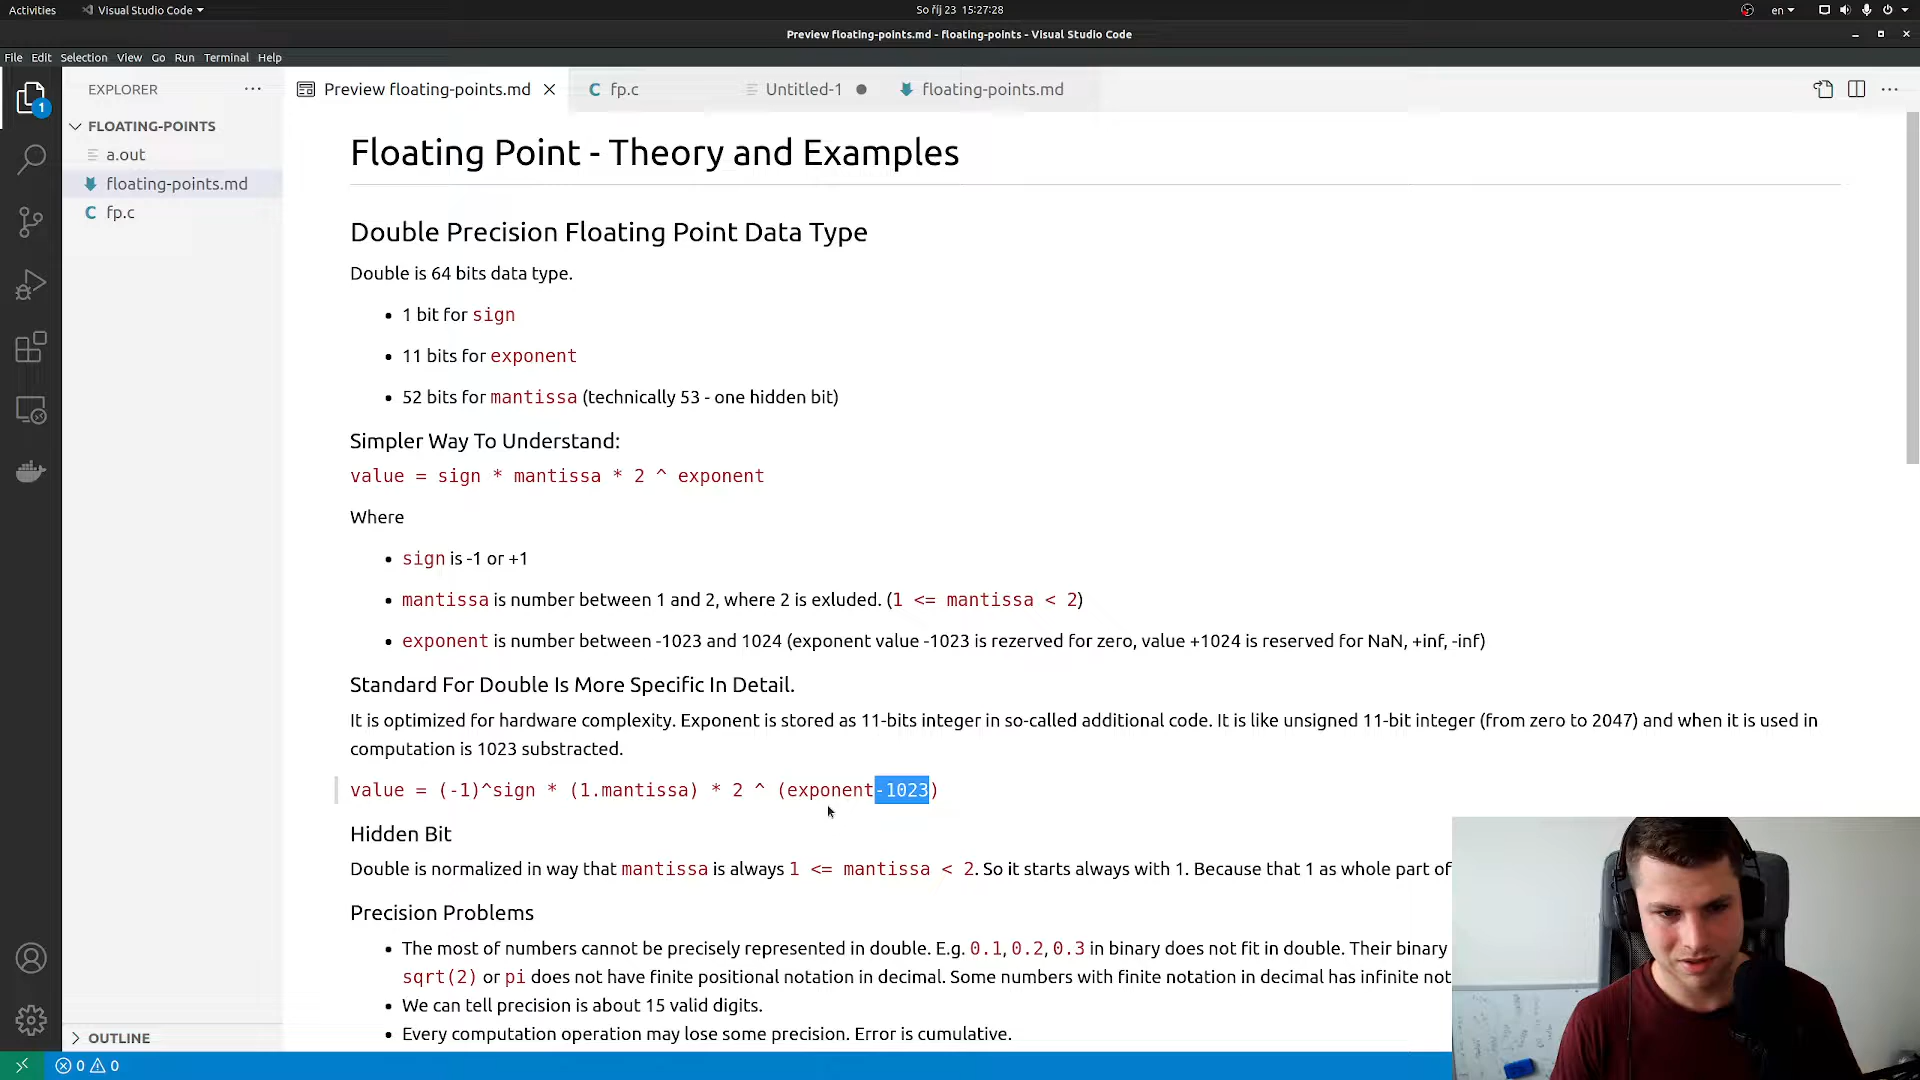 Activities
Visual Studio Code
So říj 23 15:27:28
en
Preview floating-points.md - floating-points - Visual Studio Code
File Edit Selection View Go Run Terminal Help
EXPLORER
Preview floating-points.md
fp.c
Untitled-1
floating-points.md
1
FLOATING-POINTS
a.out
floating-points.md
fp.c
Floating Point - Theory and Examples
Double Precision Floating Point Data Type
Double is 64 bits data type.
• 1 bit for sign
• 11 bits for exponent
• 52 bits for mantissa (technically 53 - one hidden bit)
Simpler Way To Understand:
value = sign * mantissa * 2 ^ exponent
Where
• sign is -1 or +1
• mantissa is number between 1 and 2, where 2 is exluded. (1 <= mantissa < 2)
• exponent is number between -1023 and 1024 (exponent value -1023 is rezerved for zero, value +1024 is reserved for NaN, +inf, -inf)
Standard For Double Is More Specific In Detail.
It is optimized for hardware complexity. Exponent is stored as 11-bits integer in so-called additional code. It is like unsigned 11-bit integer (from zero to 2047) and when it is used in
computation is 1023 substracted.
value = (-1)^sign * (1.mantissa) * 2 ^ (exponent-1023)
Hidden Bit
Double is normalized in way that mantissa is always 1 <= mantissa < 2. So it starts always with 1. Because that 1 as whole part of
Precision Problems
• The most of numbers cannot be precisely represented in double. E.g. 0.1, 0.2, 0.3 in binary does not fit in double. Their binary
sqrt(2) or pi does not have finite positional notation in decimal. Some numbers with finite notation in decimal has infinite not
• We can tell precision is about 15 valid digits.
• Every computation operation may lose some precision. Error is cumulative.
OUTLINE
0 0